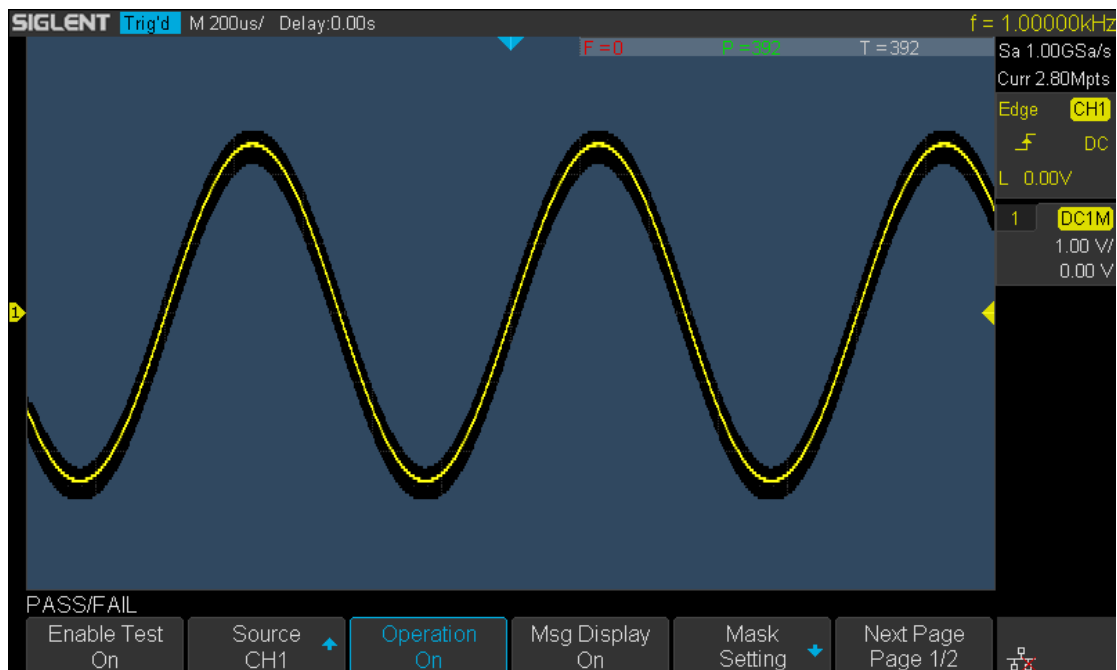 SIGLENT Trig'd M 200us/ Delay:0.00s f = 1.00000kHz
F =0 P =392 T =392
Sa 1.00GSa/s
Curr 2.80Mpts
Edge CH1
DC
L 0.00V
1 DC1M
1.00 V/
0.00 V
1
PASS/FAIL
Enable Test
On
Source
CH1
Operation
On
Msg Display
On
Mask
Setting
Next Page
Page 1/2